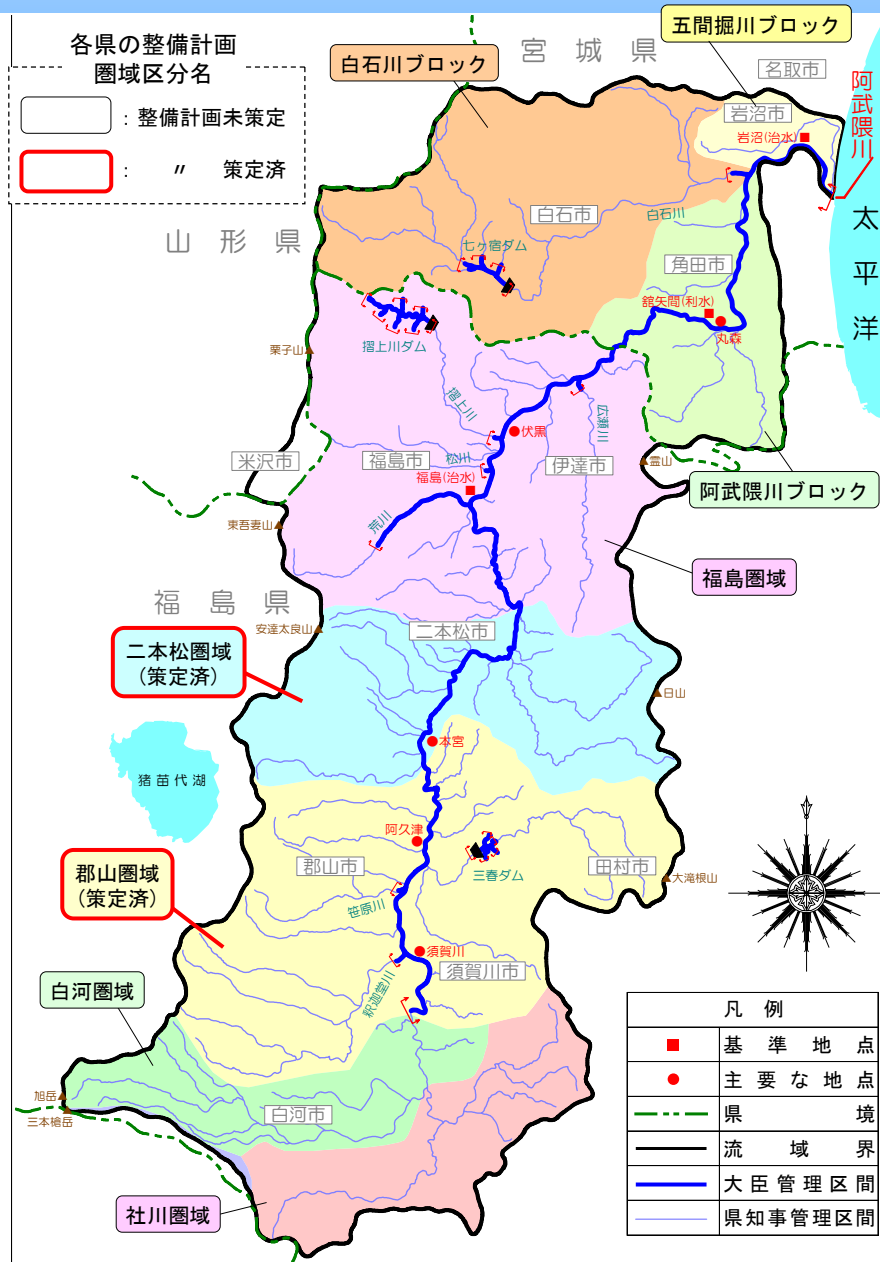 各県の整備計画
圏域区分名
：整備計画未策定
： 〃 策定済
白石川ブロック
宮城県
五間掘川ブロック
名取市
岩沼市
岩沼(治水)
阿武隈川
太平洋
山形県
白石市
白石川
七ヶ宿ダム
角田市
舘矢間(利水)
丸森
摺上川ダム
栗子山
摺上川
広瀬川
伏黒
米沢市
福島市
松川
福島(治水)
伊達市
霊山
阿武隈川ブロック
東吾妻山
荒川
福島圏域
福島県
安達太良山
二本松市
二本松圏域
(策定済)
日山
本宮
猪苗代湖
阿久津
郡山市
三春ダム
田村市
大滝根山
郡山圏域
(策定済)
笹原川
須賀川
須賀川市
釈迦堂川
白河圏域
旭岳
三本槍岳
白河市
社川圏域
凡例
基準地点
主要な地点
県境
流域界
大臣管理区間
県知事管理区間